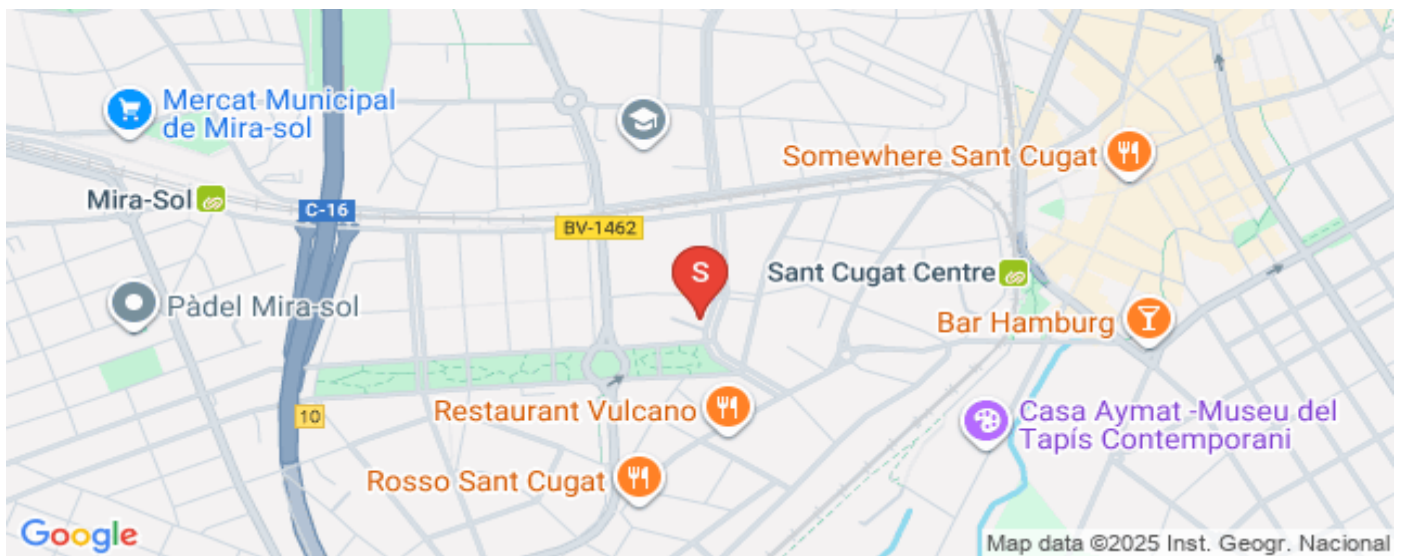 Mercat Municipal
de Mira-sol
Somewhere Sant Cugat
Mira-Sol
C-16
BV-1462
S
Sant Cugat Centre
Pàdel Mira-sol
Bar Hamburg
10
Restaurant Vulcano
Casa Aymat -Museu del
Tapís Contemporani
Rosso Sant Cugat
Google
Map data ©2025 Inst. Geogr. Nacional